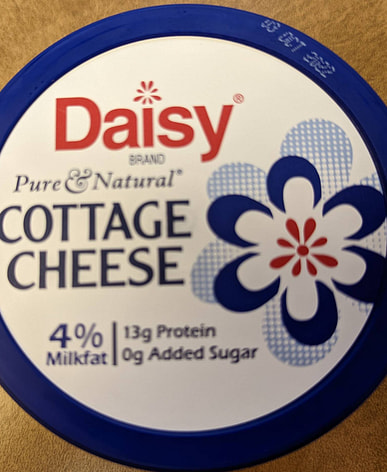 03 OCT 2022
Daisy®
BRAND
Pure & Natural®
COTTAGE
CHEESE
4% Milkfat
13g Protein
0g Added Sugar